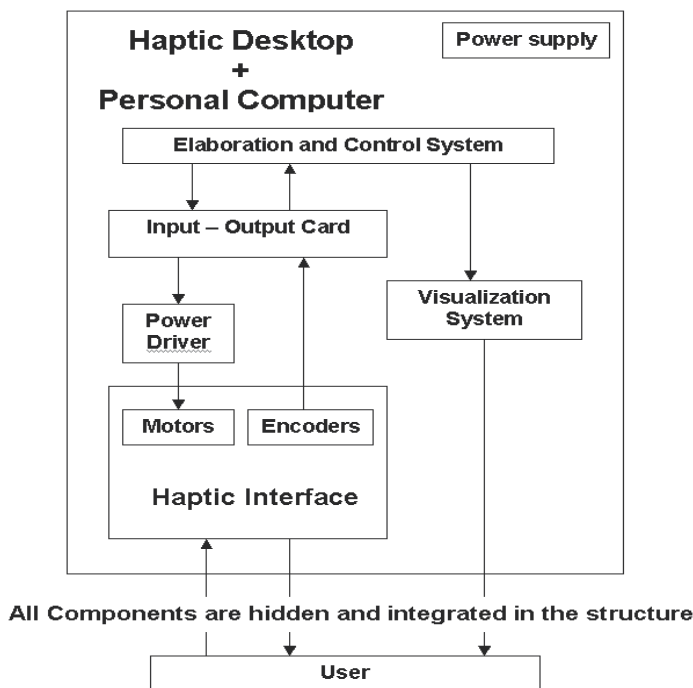 Haptic Desktop
+
Personal Computer
Power supply
Elaboration and Control System
Input – Output Card
Visualization
System
Power
Driver
Motors
Encoders
Haptic Interface
All Components are hidden and integrated in the structure
User